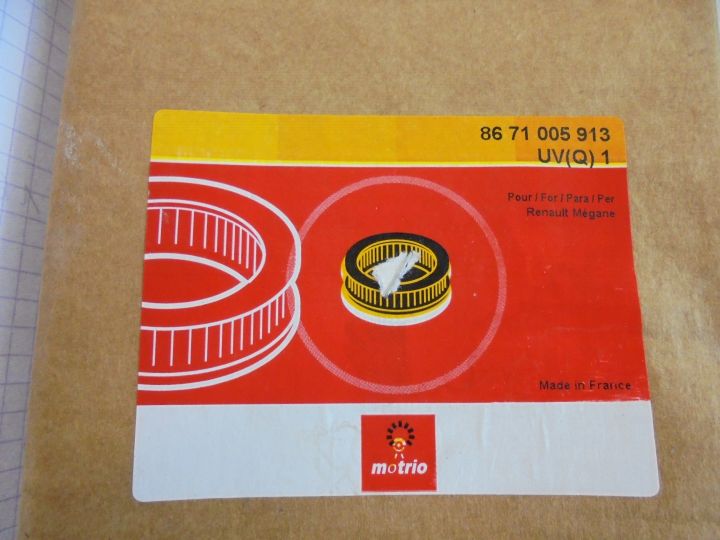 86 71 005 913
UV(Q) 1
Pour / For / Para / Per
Renault Mégane
Made in France
motrio